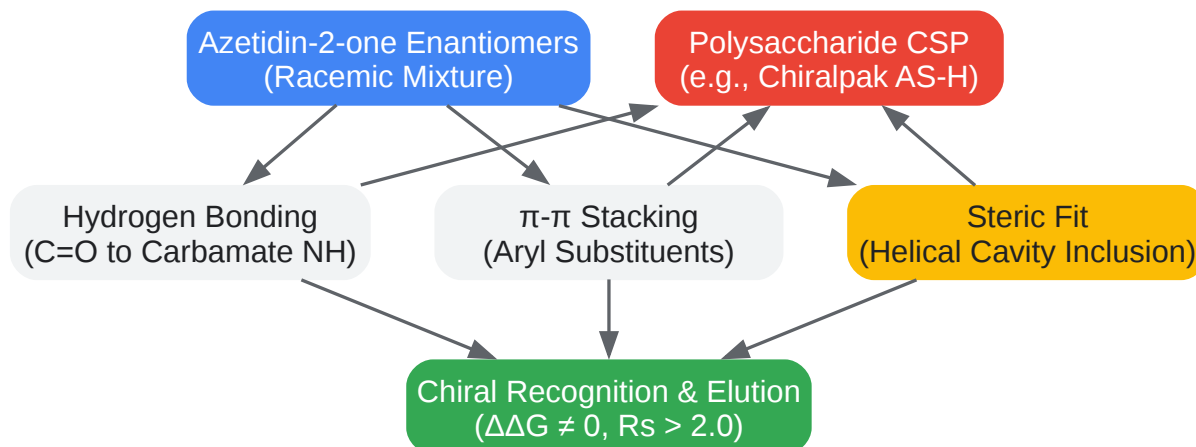 Azetidin-2-one Enantiomers
(Racemic Mixture)
Polysaccharide CSP
(e.g., Chiralpak AS-H)
Hydrogen Bonding
(C=O to Carbamate NH)
π-π Stacking
(Aryl Substituents)
Steric Fit
(Helical Cavity Inclusion)
Chiral Recognition & Elution
(ΔΔG ≠ 0, Rs > 2.0)